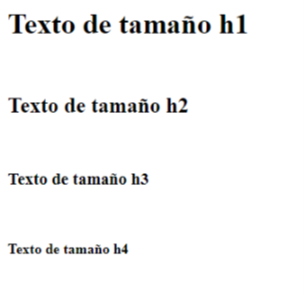 Texto de tamaño h1
Texto de tamaño h2
Texto de tamaño h3
Texto de tamaño h4